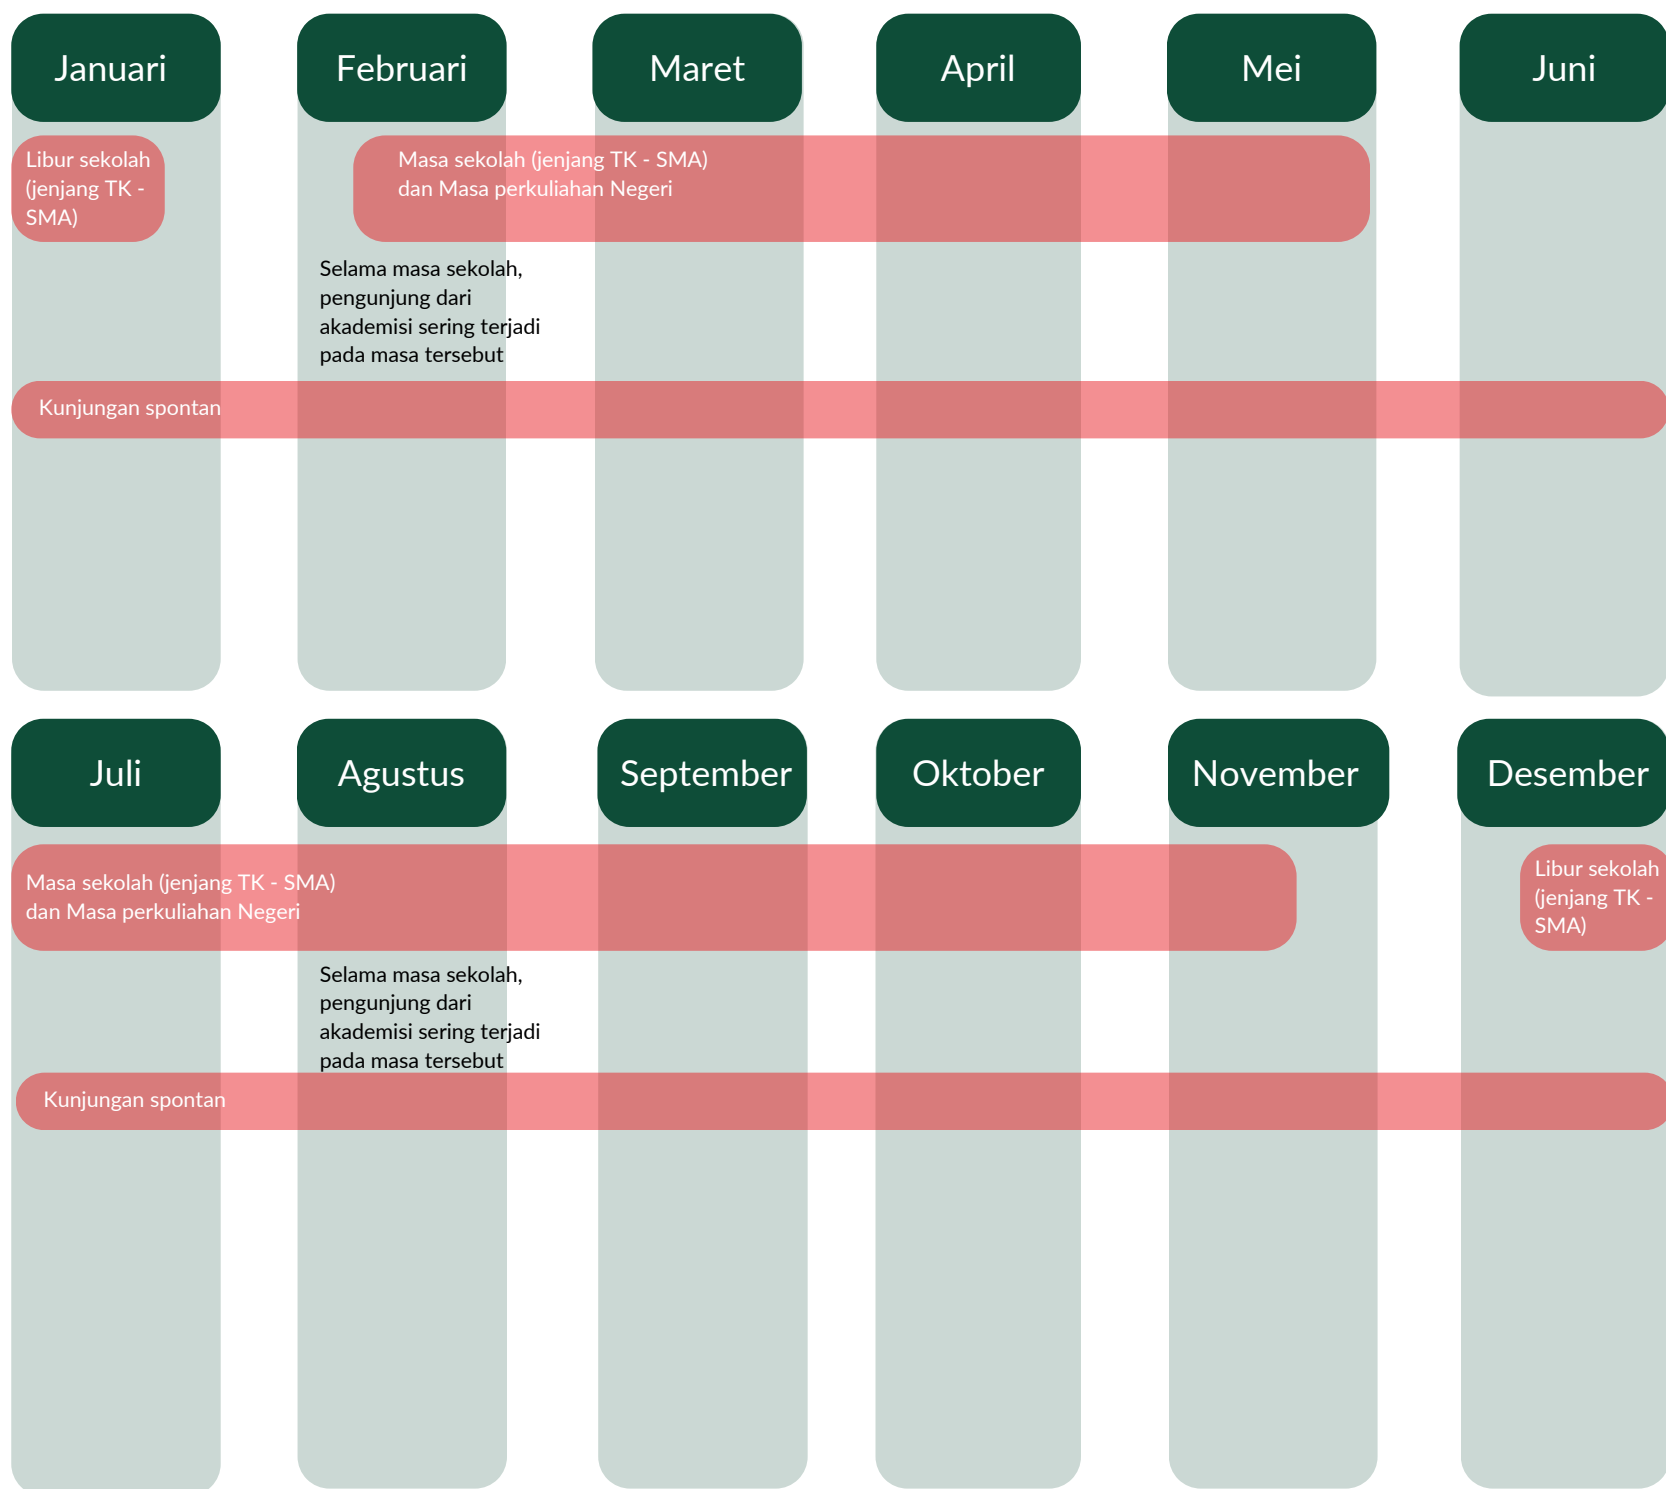 Januari
Februari
Maret
April
Mei
Juni
Libur sekolah
(jenjang TK -
SMA)
Masa sekolah (jenjang TK - SMA)
dan Masa perkuliahan Negeri
Selama masa sekolah,
pengunjung dari
akademisi sering terjadi
pada masa tersebut
Kunjungan spontan
Juli
Agustus
September
Oktober
November
Desember
Masa sekolah (jenjang TK - SMA)
dan Masa perkuliahan Negeri
Libur sekolah
(jenjang TK -
SMA)
Selama masa sekolah,
pengunjung dari
akademisi sering terjadi
pada masa tersebut
Kunjungan spontan